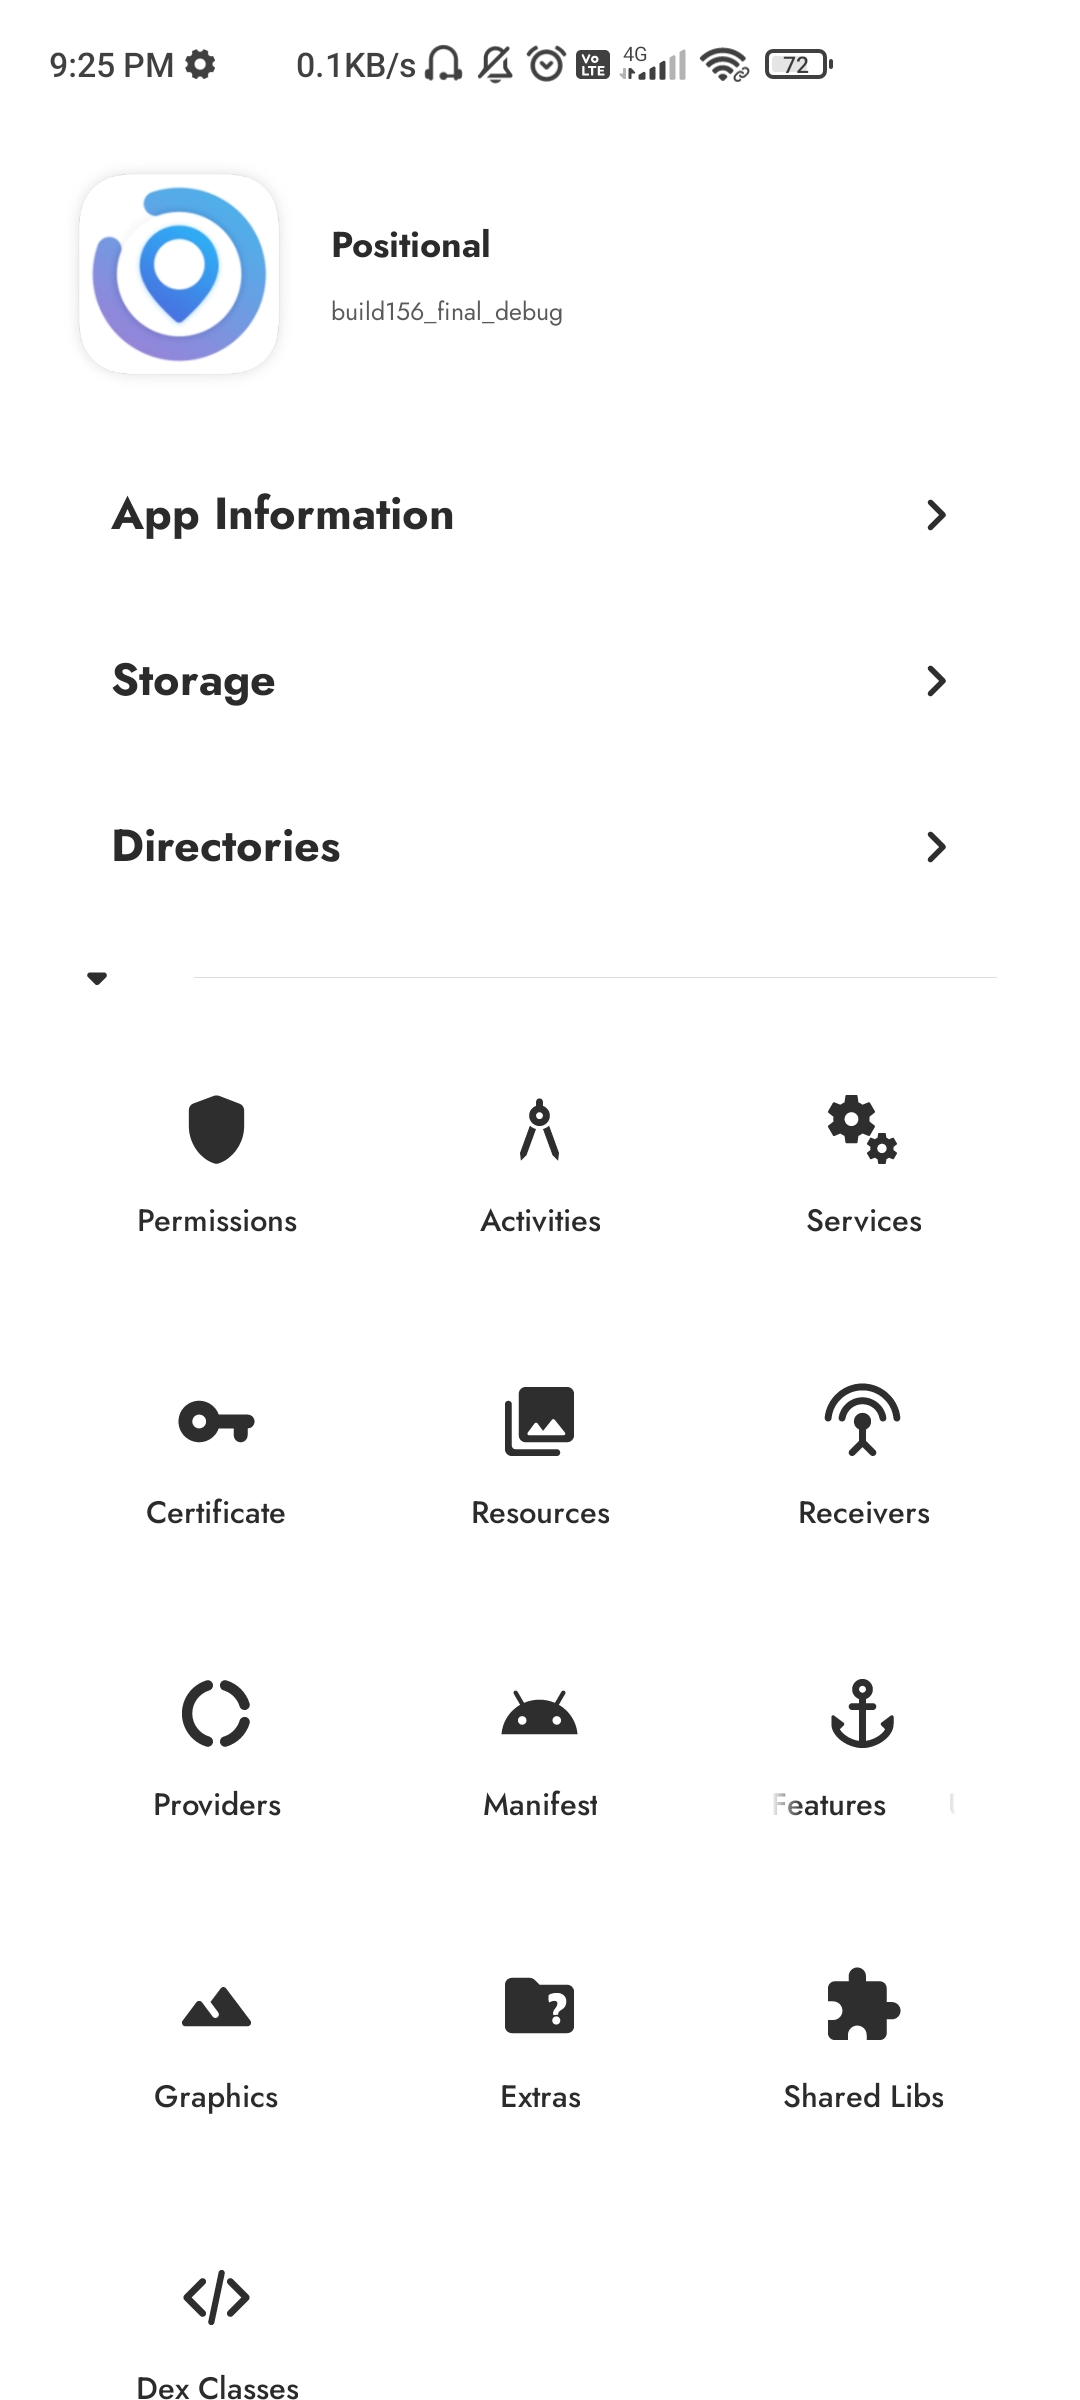 9:25 PM 0.1KB/s Vo LTE 4G 72
Positional
build156_final_debug
App Information
Storage
Directories
Permissions Activities Services
Certificate Resources Receivers
Providers Manifest Features
Graphics Extras Shared Libs
Dex Classes